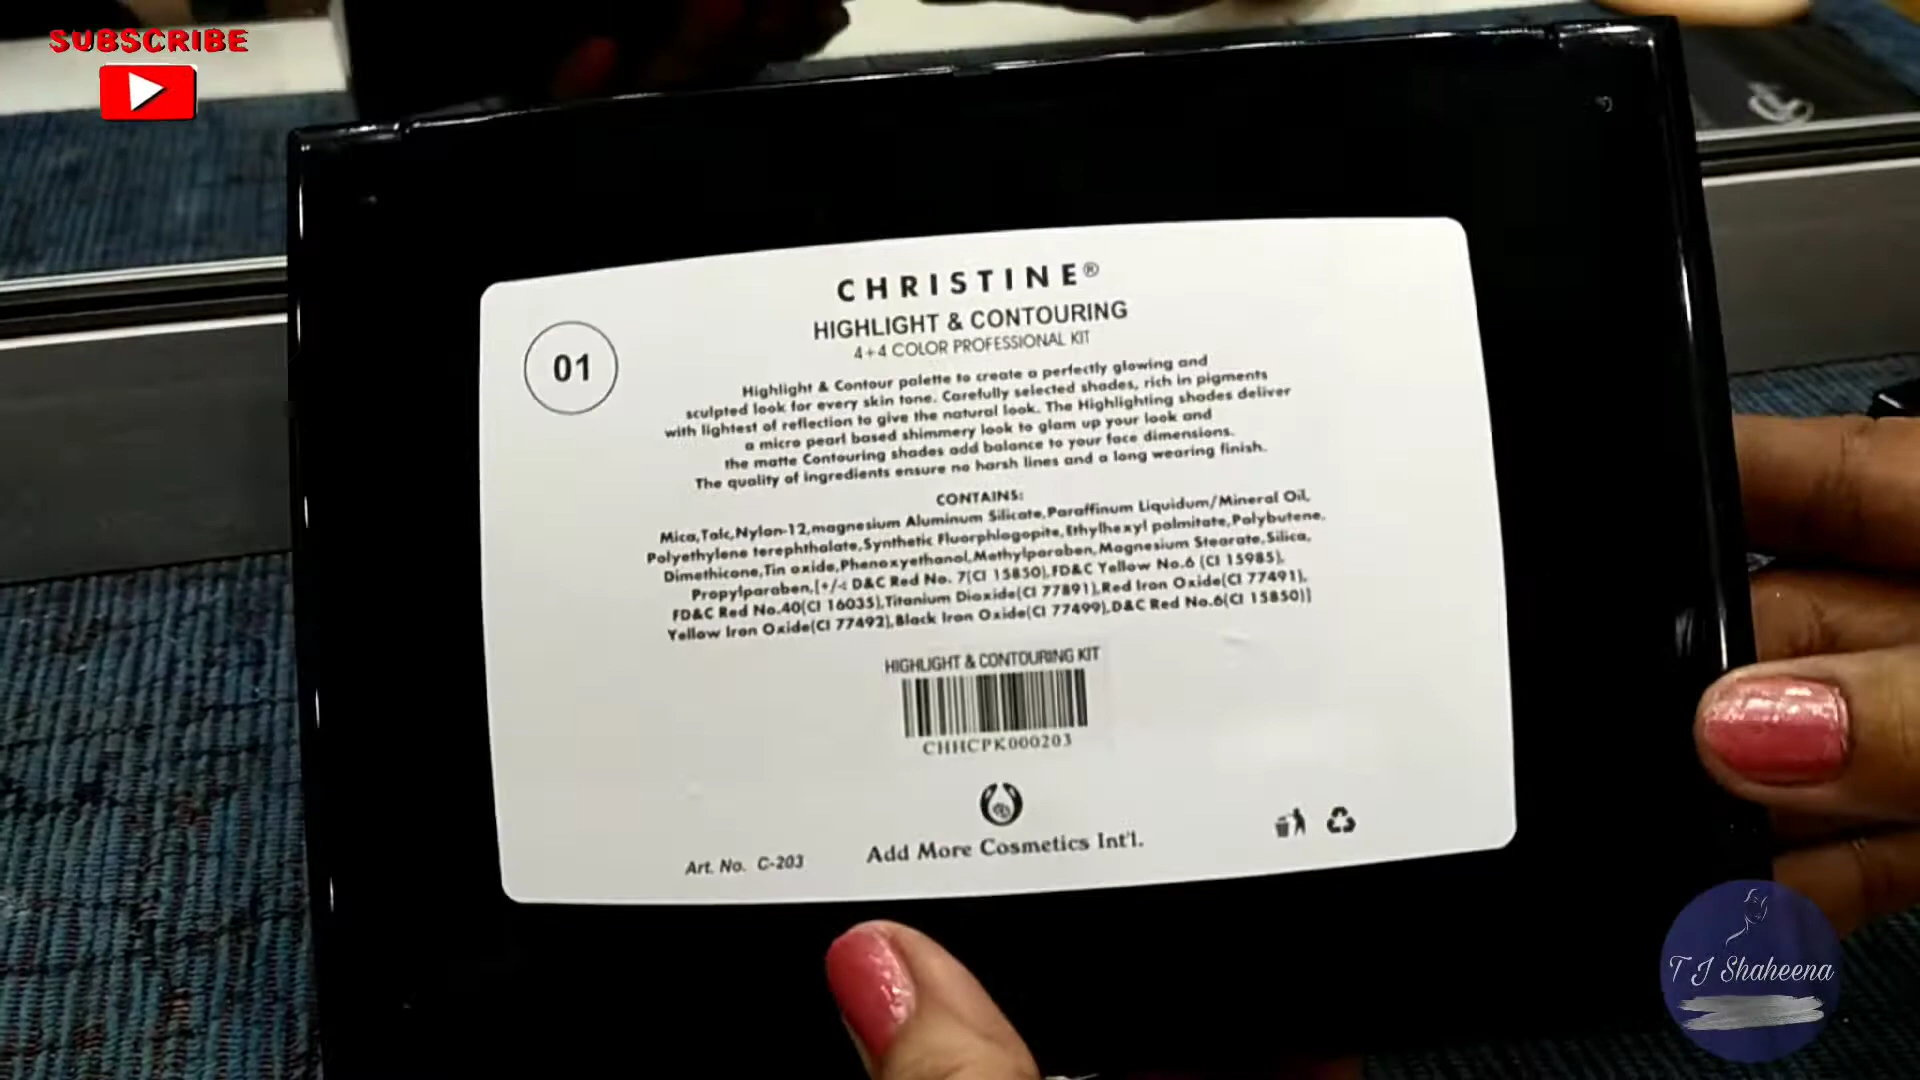 SUBSCRIBE
CHRISTINE®
HIGHLIGHT & CONTOURING
4+4 COLOR PROFESSIONAL KIT
01
Highlight & Contour palette to create a perfectly glowing and
sculpted look for every skin tone. Carefully selected shades, rich in pigments
with lightest of reflection to give the natural look. The Highlighting shades deliver
a micro pearl based shimmery look to glam up your look and
the matte Contouring shades add balance to your face dimensions.
The quality of ingredients ensure no harsh lines and a long wearing finish.
CONTAINS:
Mica,Talc,Nylon-12,magnesium Aluminum Silicate,Paraffinum Liquidum/Mineral Oil,
Polyethylene terephthalate,Synthetic Fluorphlogopite,Ethylhexyl palmitate,Polybutene,
Dimethicone,Tin oxide,Phenoxyethanol,Methylparaben,Magnesium Stearate,Silica,
Propylparaben,[+/-: D&C Red No. 7(CI 15850),FD&C Yellow No.6 (CI 15985),
FD&C Red No.40(CI 16035),Titanium Dioxide(CI 77891),Red Iron Oxide(CI 77491),
Yellow Iron Oxide(CI 77492),Black Iron Oxide(CI 77499),D&C Red No.6(CI 15850)]
HIGHLIGHT & CONTOURING KIT
CHHCPK000203
Add More Cosmetics Int'l.
Art. No. C-203
T J Shaheena